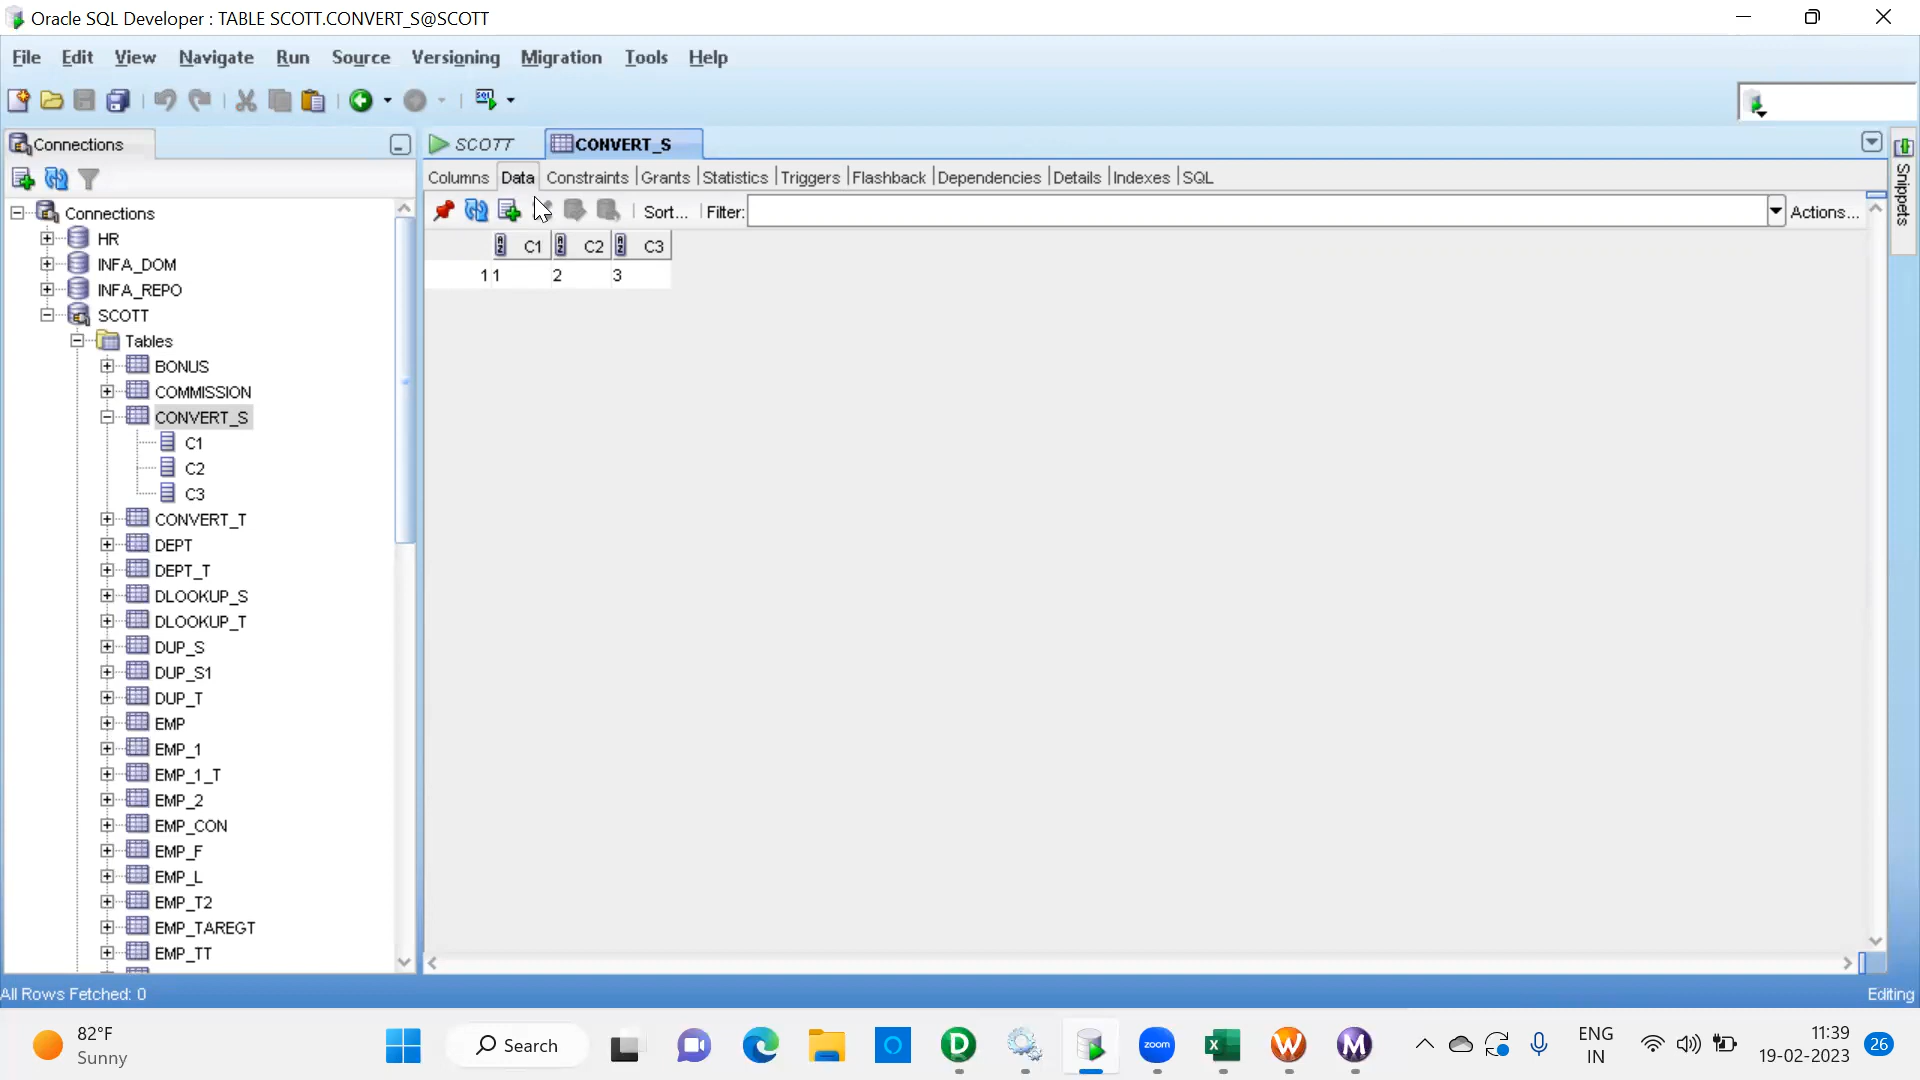 Oracle SQL Developer : TABLE SCOTT.CONVERT_S@SCOTT
File Edit View Navigate Run Source Versioning Migration Tools Help
Connections
SCOTT CONVERT_S
Columns Data Constraints Grants Statistics Triggers Flashback Dependencies Details Indexes SQL
Sort... Filter: Actions...
Snippets
C1 C2 C3
1 1 2 3
Connections
HR
INFA_DOM
INFA_REPO
SCOTT
Tables
BONUS
COMMISSION
CONVERT_S
C1
C2
C3
CONVERT_T
DEPT
DEPT_T
DLOOKUP_S
DLOOKUP_T
DUP_S
DUP_S1
DUP_T
EMP
EMP_1
EMP_1_T
EMP_2
EMP_CON
EMP_F
EMP_L
EMP_T2
EMP_TAREGT
EMP_TT
All Rows Fetched: 0 Editing
82°F
Sunny
Search
zoom
ENG
IN
11:39
19-02-2023
26